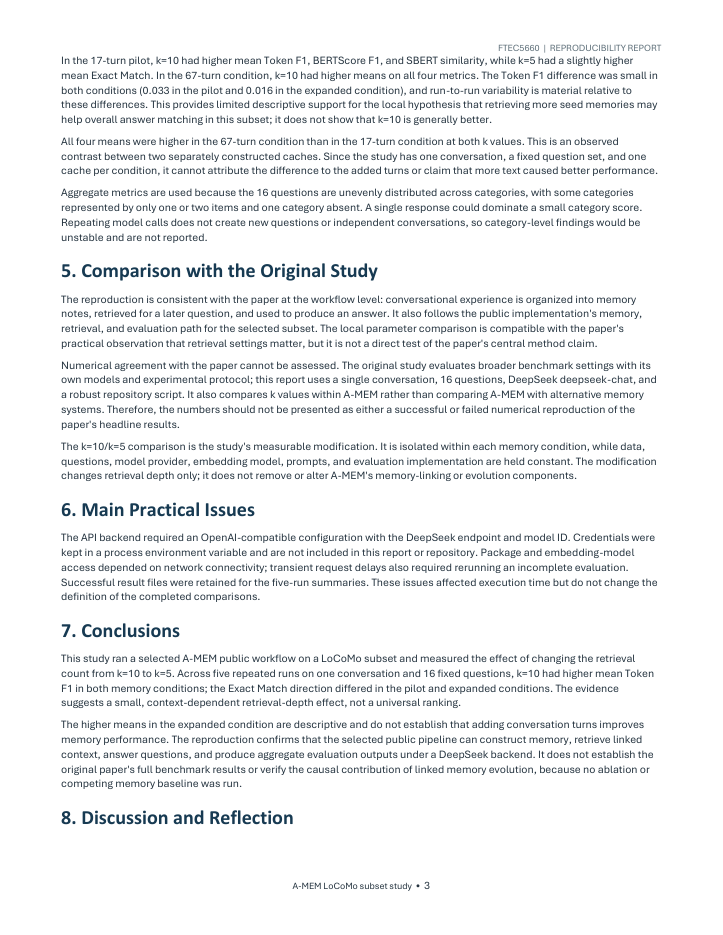 FTEC5660 | REPRODUCIBILITY REPORT
In the 17-turn pilot, k=10 had higher mean Token F1, BERTScore F1, and SBERT similarity, while k=5 had a slightly higher
mean Exact Match. In the 67-turn condition, k=10 had higher means on all four metrics. The Token F1 difference was small in
both conditions (0.033 in the pilot and 0.016 in the expanded condition), and run-to-run variability is material relative to
these differences. This provides limited descriptive support for the local hypothesis that retrieving more seed memories may
help overall answer matching in this subset; it does not show that k=10 is generally better.
All four means were higher in the 67-turn condition than in the 17-turn condition at both k values. This is an observed
contrast between two separately constructed caches. Since the study has one conversation, a fixed question set, and one
cache per condition, it cannot attribute the difference to the added turns or claim that more text caused better performance.
Aggregate metrics are used because the 16 questions are unevenly distributed across categories, with some categories
represented by only one or two items and one category absent. A single response could dominate a small category score.
Repeating model calls does not create new questions or independent conversations, so category-level findings would be
unstable and are not reported.
5. Comparison with the Original Study
The reproduction is consistent with the paper at the workflow level: conversational experience is organized into memory
notes, retrieved for a later question, and used to produce an answer. It also follows the public implementation's memory,
retrieval, and evaluation path for the selected subset. The local parameter comparison is compatible with the paper's
practical observation that retrieval settings matter, but it is not a direct test of the paper's central method claim.
Numerical agreement with the paper cannot be assessed. The original study evaluates broader benchmark settings with its
own models and experimental protocol; this report uses a single conversation, 16 questions, DeepSeek deepseek-chat, and
a robust repository script. It also compares k values within A-MEM rather than comparing A-MEM with alternative memory
systems. Therefore, the numbers should not be presented as either a successful or failed numerical reproduction of the
paper's headline results.
The k=10/k=5 comparison is the study's measurable modification. It is isolated within each memory condition, while data,
questions, model provider, embedding model, prompts, and evaluation implementation are held constant. The modification
changes retrieval depth only; it does not remove or alter A-MEM's memory-linking or evolution components.
6. Main Practical Issues
The API backend required an OpenAI-compatible configuration with the DeepSeek endpoint and model ID. Credentials were
kept in a process environment variable and are not included in this report or repository. Package and embedding-model
access depended on network connectivity; transient request delays also required rerunning an incomplete evaluation.
Successful result files were retained for the five-run summaries. These issues affected execution time but do not change the
definition of the completed comparisons.
7. Conclusions
This study ran a selected A-MEM public workflow on a LoCoMo subset and measured the effect of changing the retrieval
count from k=10 to k=5. Across five repeated runs on one conversation and 16 fixed questions, k=10 had higher mean Token
F1 in both memory conditions; the Exact Match direction differed in the pilot and expanded conditions. The evidence
suggests a small, context-dependent retrieval-depth effect, not a universal ranking.
The higher means in the expanded condition are descriptive and do not establish that adding conversation turns improves
memory performance. The reproduction confirms that the selected public pipeline can construct memory, retrieve linked
context, answer questions, and produce aggregate evaluation outputs under a DeepSeek backend. It does not establish the
original paper's full benchmark results or verify the causal contribution of linked memory evolution, because no ablation or
competing memory baseline was run.
8. Discussion and Reflection
A-MEM LoCoMo subset study • 3